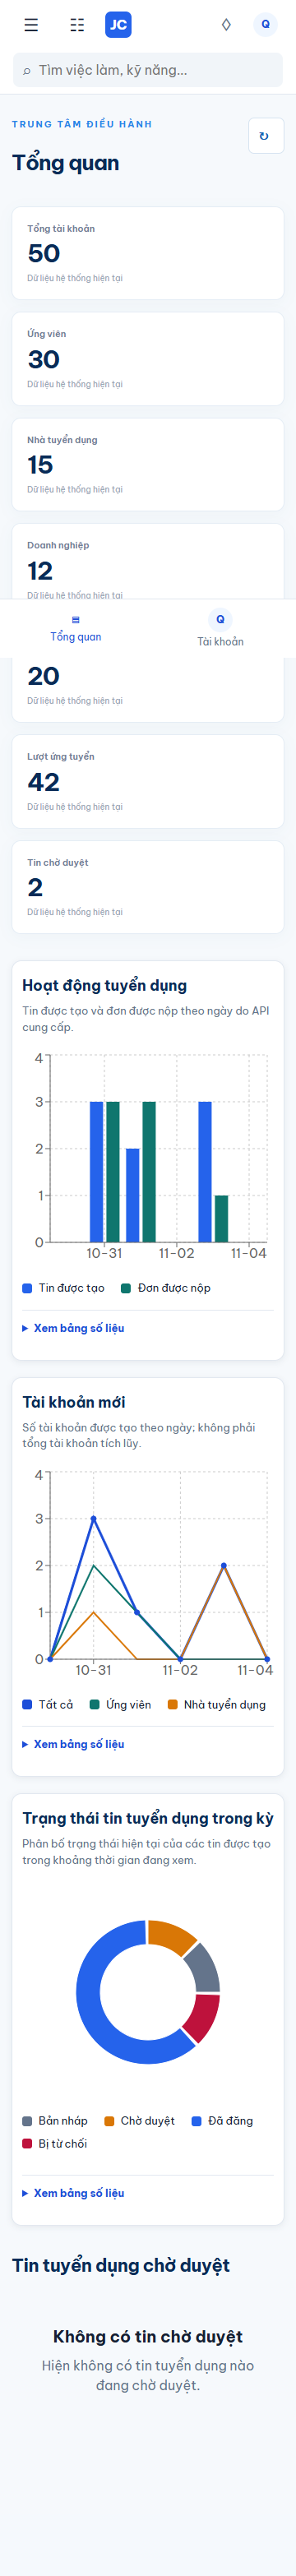 JC
Q
Tìm việc làm, kỹ năng...
TRUNG TÂM ĐIỀU HÀNH
Tổng quan
Tổng tài khoản
50
Dữ liệu hệ thống hiện tại
Ứng viên
30
Dữ liệu hệ thống hiện tại
Nhà tuyển dụng
15
Dữ liệu hệ thống hiện tại
Doanh nghiệp
12
Dữ liệu hệ thống hiện tại
Q
Tổng quan
Tài khoản
20
Dữ liệu hệ thống hiện tại
Lượt ứng tuyển
42
Dữ liệu hệ thống hiện tại
Tin chờ duyệt
2
Dữ liệu hệ thống hiện tại
Hoạt động tuyển dụng
Tin được tạo và đơn được nộp theo ngày do API
cung cấp.
4
3
2
1
0
10-31 11-02 11-04
Tin được tạo Đơn được nộp
Xem bảng số liệu
Tài khoản mới
Số tài khoản được tạo theo ngày; không phải
tổng tài khoản tích lũy.
4
3
2
1
0
10-31 11-02 11-04
Tất cả Ứng viên Nhà tuyển dụng
Xem bảng số liệu
Trạng thái tin tuyển dụng trong kỳ
Phân bố trạng thái hiện tại của các tin được tạo
trong khoảng thời gian đang xem.
Bản nháp Chờ duyệt Đã đăng
Bị từ chối
Xem bảng số liệu
Tin tuyển dụng chờ duyệt
Không có tin chờ duyệt
Hiện không có tin tuyển dụng nào
đang chờ duyệt.